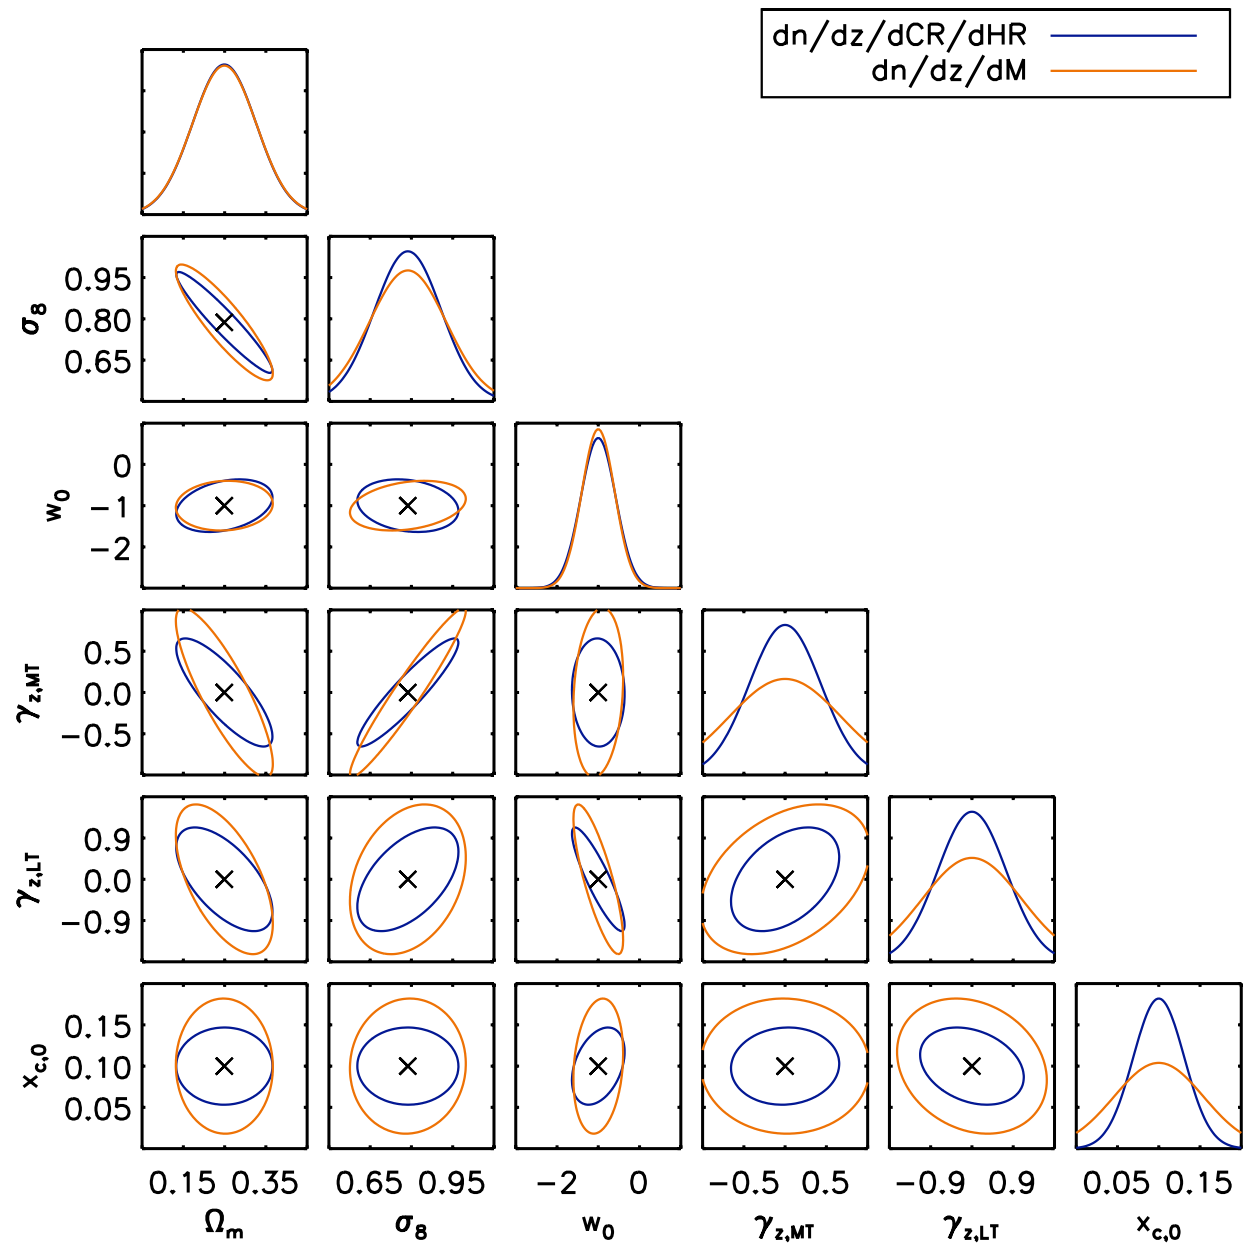 dn/dz/dCR/dHR
dn/dz/dM
σ8
0.95
0.80
0.65
w0
0
−1
−2
γz,MT
0.5
0.0
−0.5
γz,LT
0.9
0.0
−0.9
xc,0
0.15
0.10
0.05
0.15 0.35 0.65 0.95 −2 0 −0.5 0.5 −0.9 0.9 0.05 0.15
Ωm σ8 w0 γz,MT γz,LT xc,0